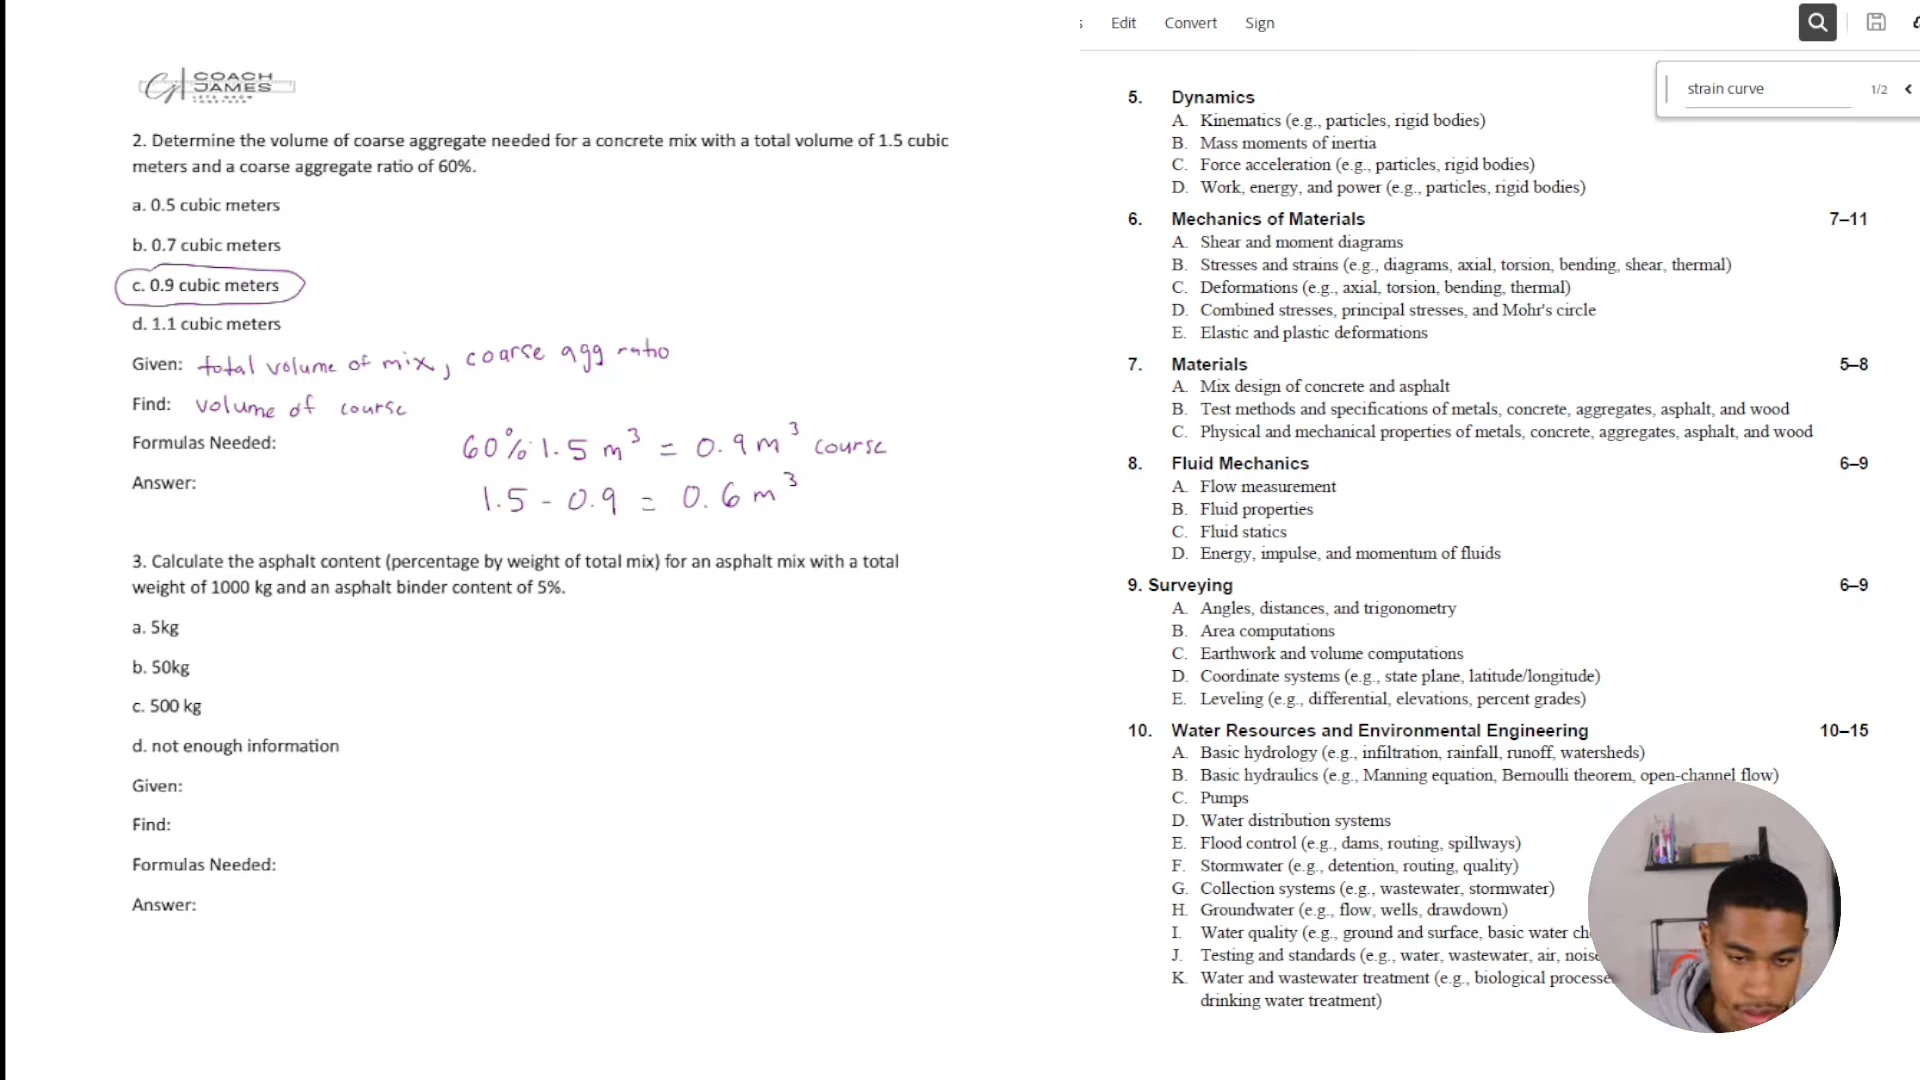 COACH
JAMES
LETS GROW
TOGETHER
2. Determine the volume of coarse aggregate needed for a concrete mix with a total volume of 1.5 cubic
meters and a coarse aggregate ratio of 60%.
a. 0.5 cubic meters
b. 0.7 cubic meters
c. 0.9 cubic meters
d. 1.1 cubic meters
Given: total volume of mix, coarse agg ratio
Find: volume of course
Formulas Needed:
60% · 1.5 m³ = 0.9 m³ course
Answer:
1.5 - 0.9 = 0.6 m³
3. Calculate the asphalt content (percentage by weight of total mix) for an asphalt mix with a total
weight of 1000 kg and an asphalt binder content of 5%.
a. 5kg
b. 50kg
c. 500 kg
d. not enough information
Given:
Find:
Formulas Needed:
Answer:
Edit Convert Sign
strain curve 1/2
5. Dynamics
A. Kinematics (e.g., particles, rigid bodies)
B. Mass moments of inertia
C. Force acceleration (e.g., particles, rigid bodies)
D. Work, energy, and power (e.g., particles, rigid bodies)
6. Mechanics of Materials 7–11
A. Shear and moment diagrams
B. Stresses and strains (e.g., diagrams, axial, torsion, bending, shear, thermal)
C. Deformations (e.g., axial, torsion, bending, thermal)
D. Combined stresses, principal stresses, and Mohr's circle
E. Elastic and plastic deformations
7. Materials 5–8
A. Mix design of concrete and asphalt
B. Test methods and specifications of metals, concrete, aggregates, asphalt, and wood
C. Physical and mechanical properties of metals, concrete, aggregates, asphalt, and wood
8. Fluid Mechanics 6–9
A. Flow measurement
B. Fluid properties
C. Fluid statics
D. Energy, impulse, and momentum of fluids
9. Surveying 6–9
A. Angles, distances, and trigonometry
B. Area computations
C. Earthwork and volume computations
D. Coordinate systems (e.g., state plane, latitude/longitude)
E. Leveling (e.g., differential, elevations, percent grades)
10. Water Resources and Environmental Engineering 10–15
A. Basic hydrology (e.g., infiltration, rainfall, runoff, watersheds)
B. Basic hydraulics (e.g., Manning equation, Bernoulli theorem, open-channel flow)
C. Pumps
D. Water distribution systems
E. Flood control (e.g., dams, routing, spillways)
F. Stormwater (e.g., detention, routing, quality)
G. Collection systems (e.g., wastewater, stormwater)
H. Groundwater (e.g., flow, wells, drawdown)
I. Water quality (e.g., ground and surface, basic water
J. Testing and standards (e.g., water, wastewater, air,
K. Water and wastewater treatment (e.g., biological
drinking water treatment)